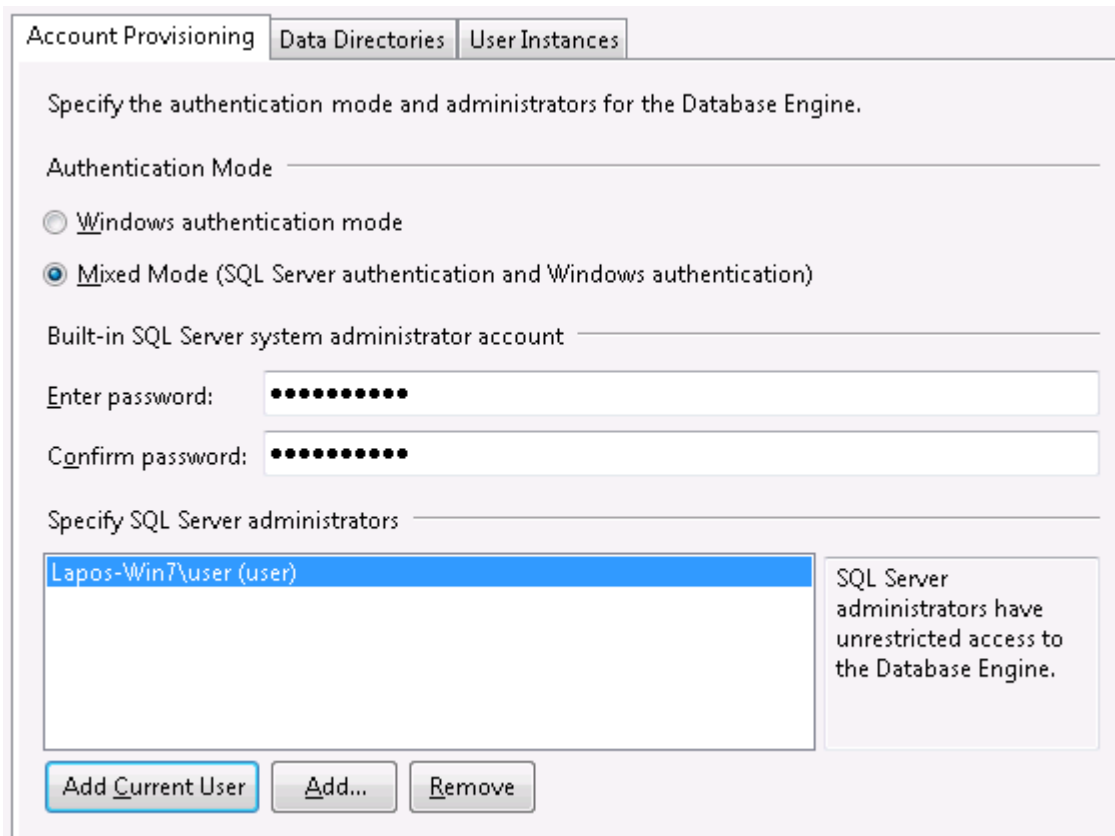 Account Provisioning Data Directories User Instances
Specify the authentication mode and administrators for the Database Engine.
Authentication Mode
Windows authentication mode
Mixed Mode (SQL Server authentication and Windows authentication)
Built-in SQL Server system administrator account
Enter password: ●●●●●●●●●●
Confirm password: ●●●●●●●●●●
Specify SQL Server administrators
Lapos-Win7\user (user)
SQL Server
administrators have
unrestricted access to
the Database Engine.
Add Current User Add... Remove